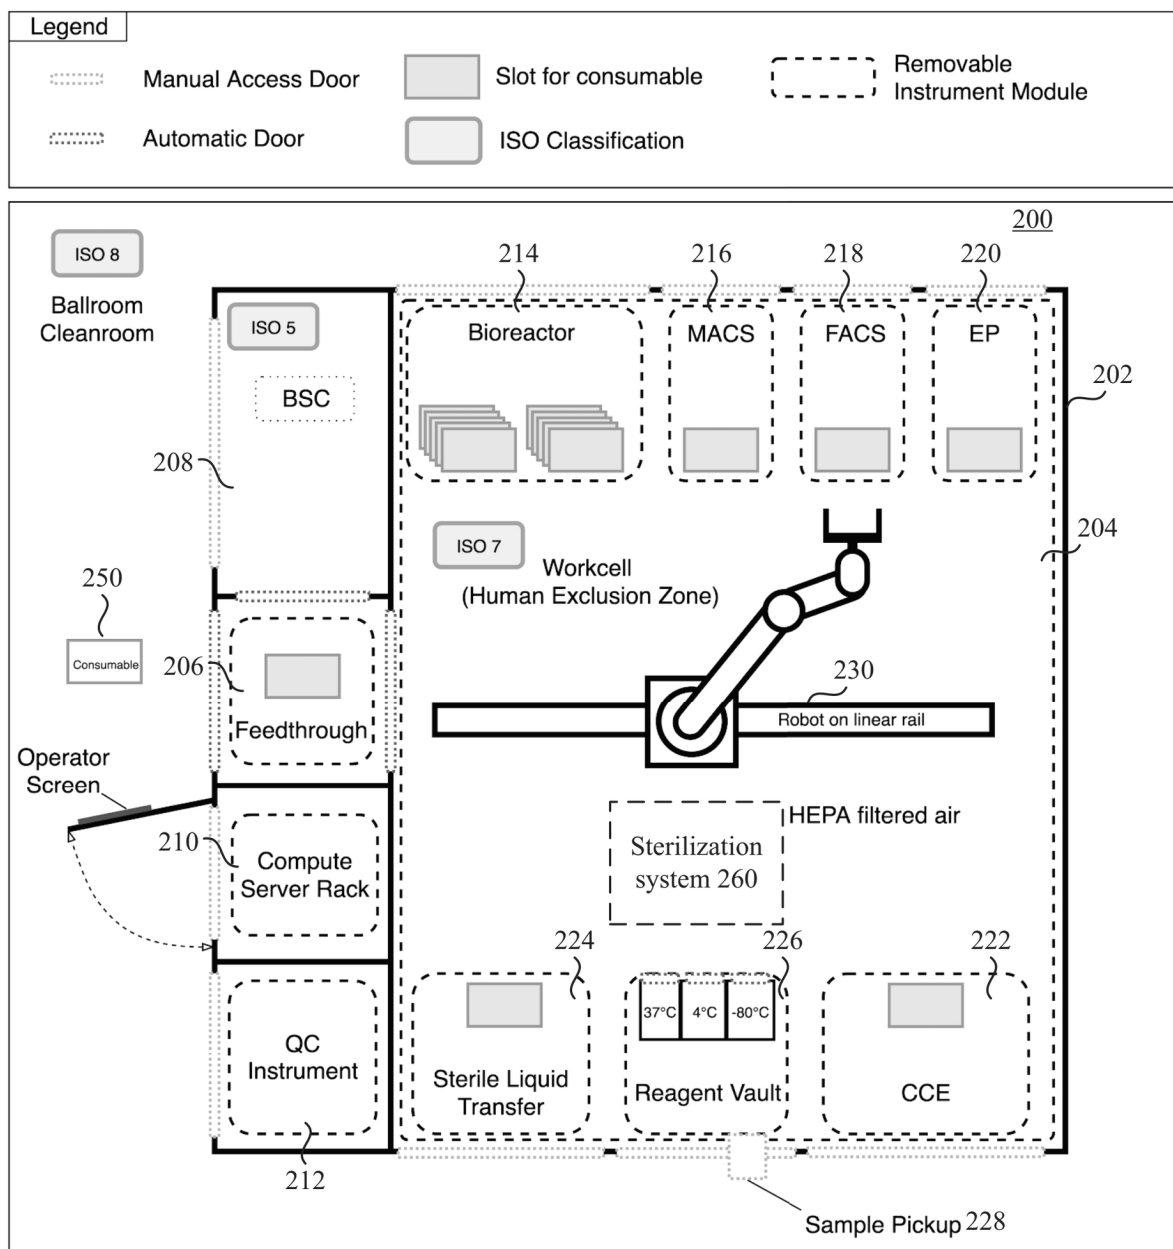 Legend
Manual Access Door
Automatic Door
Slot for consumable
ISO Classification
Removable
Instrument Module
200
ISO 8
Ballroom
Cleanroom
214
216
218
220
ISO 5
BSC
Bioreactor
MACS
FACS
EP
202
208
204
ISO 7
Workcell
(Human Exclusion Zone)
250
Consumable
206
Feedthrough
230
Robot on linear rail
Operator
Screen
210
Compute
Server Rack
HEPA filtered air
Sterilization
system 260
224
226
222
37°C
4°C
-80°C
QC
Instrument
Sterile Liquid
Transfer
Reagent Vault
CCE
212
Sample Pickup 228